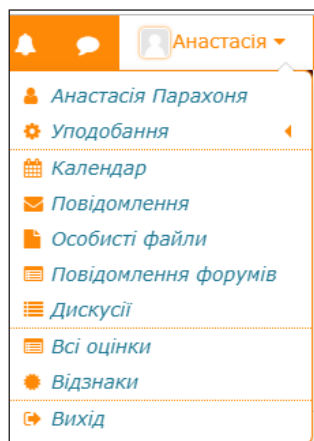 Анастасія
Анастасія Парахоня
Уподобання
Календар
Повідомлення
Особисті файли
Повідомлення форумів
Дискусії
Всі оцінки
Відзнаки
Вихід